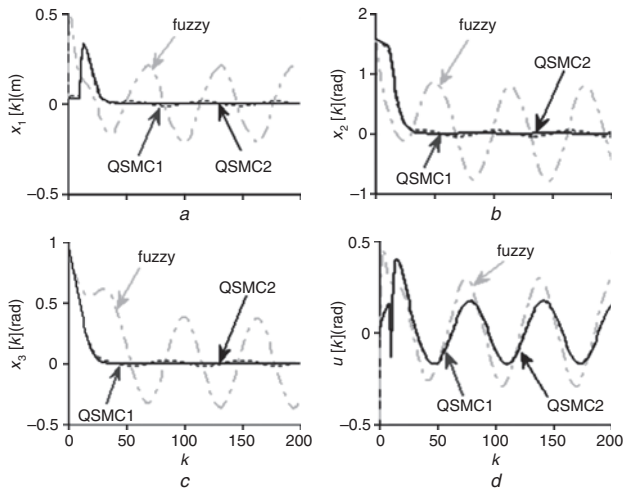 0.5
0
−0.5
x1 [k](m)
fuzzy
QSMC1
QSMC2
a
2
1
0
−1
x2 [k](rad)
fuzzy
QSMC2
QSMC1
b
1
0.5
0
−0.5
x3 [k](rad)
fuzzy
QSMC2
QSMC1
0 50 100 150 200
k
c
0.5
0
−0.5
u [k](rad)
fuzzy
QSMC1
QSMC2
0 50 100 150 200
k
d